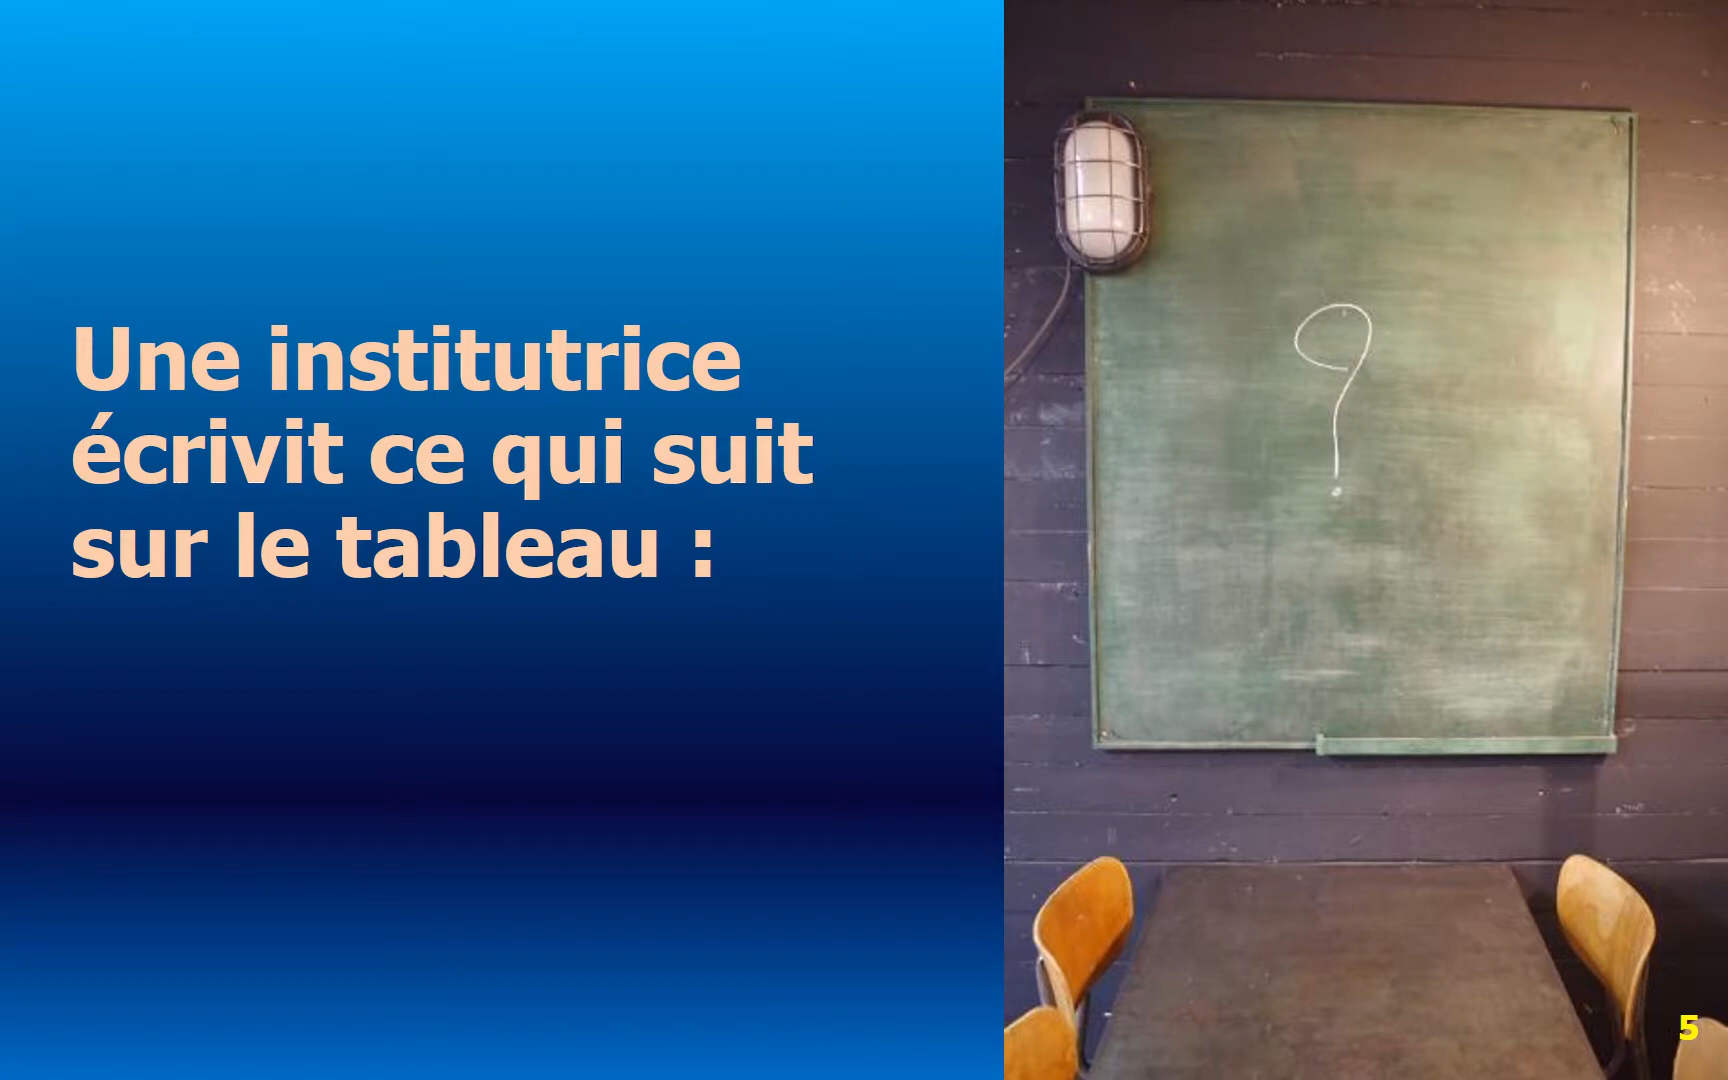 Une institutrice
écrivit ce qui suit
sur le tableau :
?
5